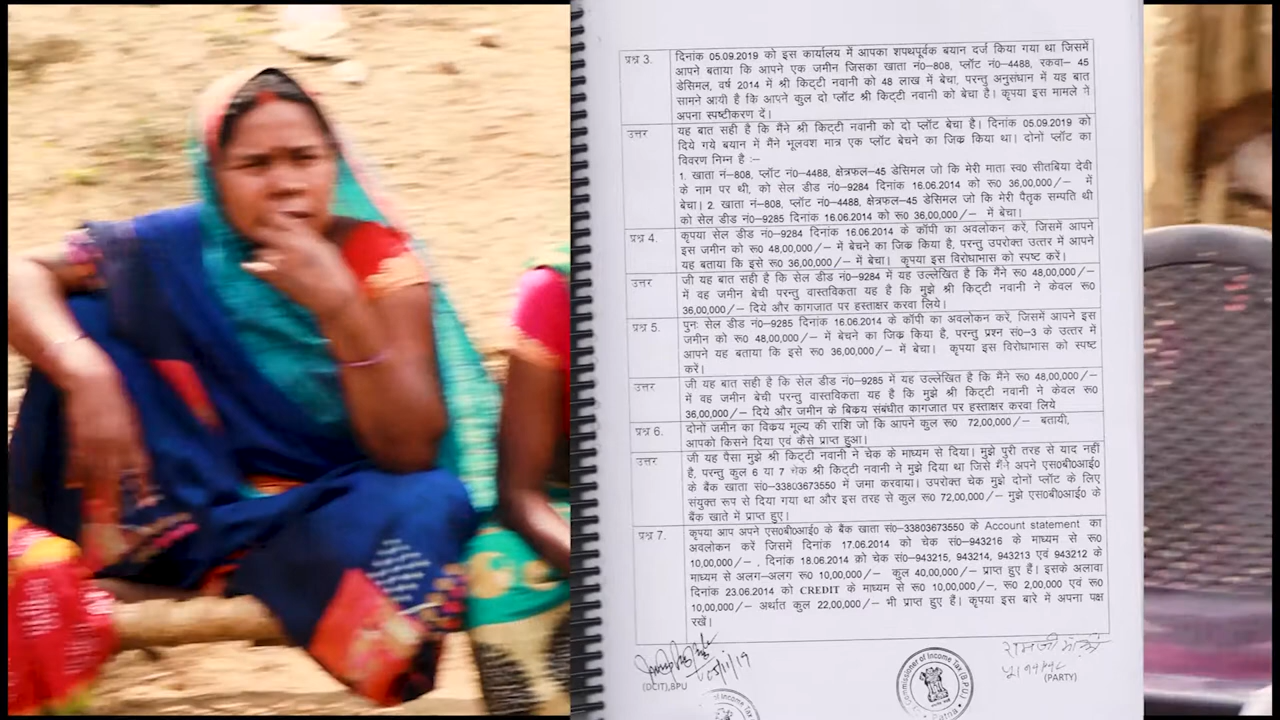 प्रश्न 3.
दिनांक 05.09.2019 को इस कार्यालय में आपका शपथपूर्वक बयान दर्ज किया गया था जिसमें
आपने बताया कि आपने एक जमीन जिसका खाता नं0–808, प्लॉट नं0–4488, रकवा– 45
डेसिमल, वर्ष 2014 में श्री किट्टी नवानी को 48 लाख में बेचा, परन्तु अनुसंधान में यह बात
सामने आयी है कि आपने कुल दो प्लॉट श्री किट्टी नवानी को बेचा है। कृपया इस मामले में
अपना स्पष्टीकरण दें।
उत्तर
यह बात सही है कि मैंने श्री किट्टी नवानी को दो प्लॉट बेचा है। दिनांक 05.09.2019 को
दिये गये बयान में मैंने भूलवश मात्र एक प्लॉट बेचने का जिक्र किया था। दोनों प्लॉट का
विवरण निम्न है :–
1. खाता नं–808, प्लॉट नं0–4488, क्षेत्रफल–45 डेसिमल जो कि मेरी माता स्व0 सीतबिया देवी
के नाम पर थी, को सेल डीड नं0–9284 दिनांक 16.06.2014 को रू0 36,00,000/– में
बेचा। 2. खाता नं–808, प्लॉट नं0–4488, क्षेत्रफल–45 डेसिमल जो कि मेरी पैतृक सम्पति थी
को सेल डीड नं0–9285 दिनांक 16.06.2014 को रू0 36,00,000/– में बेचा।
प्रश्न 4.
कृपया सेल डीड नं0–9284 दिनांक 16.06.2014 के कॉपी का अवलोकन करें, जिसमें आपने
इस जमीन को रू0 48,00,000/– में बेचने का जिक्र किया है, परन्तु उपरोक्त उत्तर में आपने
यह बताया कि इसे रू0 36,00,000/– में बेचा। कृपया इस विरोधाभास को स्पष्ट करें।
उत्तर
जी यह बात सही है कि सेल डीड नं0–9284 में यह उल्लेखित है कि मैंने रू0 48,00,000/–
में वह जमीन बेची परन्तु वास्तविकता यह है कि मुझे श्री किट्टी नवानी ने केवल रू0
36,00,000/– दिये और कागजात पर हस्ताक्षर करवा लिये।
प्रश्न 5.
पुनः सेल डीड नं0–9285 दिनांक 16.06.2014 के कॉपी का अवलोकन करें, जिसमें आपने इस
जमीन को रू0 48,00,000/– में बेचने का जिक्र किया है, परन्तु प्रश्न सं0–3 के उत्तर में
आपने यह बताया कि इसे रू0 36,00,000/– में बेचा। कृपया इस विरोधाभास को स्पष्ट
करें।
उत्तर
जी यह बात सही है कि सेल डीड नं0–9285 में यह उल्लेखित है कि मैंने रू0 48,00,000/–
में वह जमीन बेची परन्तु वास्तविकता यह है कि मुझे श्री किट्टी नवानी ने केवल रू0
36,00,000/– दिये और जमीन के बिक्रय संबंधीत कागजात पर हस्ताक्षर करवा लिये
प्रश्न 6.
दोनों जमीन का विक्रय मूल्य की राशि जो कि आपने कुल रू0 72,00,000/– बतायी,
आपको किसने दिया एवं कैसे प्राप्त हुआ।
उत्तर
जी यह पैसा मुझे श्री किट्टी नवानी ने चेक के माध्यम से दिया। मुझे पुरी तरह से याद नहीं
है, परन्तु कुल 6 या 7 चेक श्री किट्टी नवानी ने मुझे दिया था जिसे मैंने अपने एस0बी0आई0
के बैंक खाता सं0–33803673550 में जमा करवाया। उपरोक्त चेक मुझे दोनों प्लॉट के लिए
संयुक्त रूप से दिया गया था और इस तरह से कुल रू0 72,00,000/– मुझे एस0बी0आई0 के
बैंक खाते में प्राप्त हुए।
प्रश्न 7.
कृपया आप अपने एस0बी0आई0 के बैंक खाता सं0–33803673550 के Account statement का
अवलोकन करें जिसमें दिनांक 17.06.2014 को चेक सं0–943216 के माध्यम से रू0
10,00,000/– , दिनांक 18.06.2014 को चेक सं0–943215, 943214, 943213 एवं 943212 के
माध्यम से अलग–अलग रू0 10,00,000/– कुल 40,00,000/– प्राप्त हुए हैं। इसके अलावा
दिनांक 23.06.2014 को CREDIT के माध्यम से रू0 10,00,000/–, रू0 2,00,000 एवं रू0
10,00,000/– अर्थात कुल 22,00,000/– भी प्राप्त हुए है। कृपया इस बारे में अपना पक्ष
रखें।
(DCIT),BPU
Commissioner of Income Tax (B.P.U.)
Patna
(PARTY)